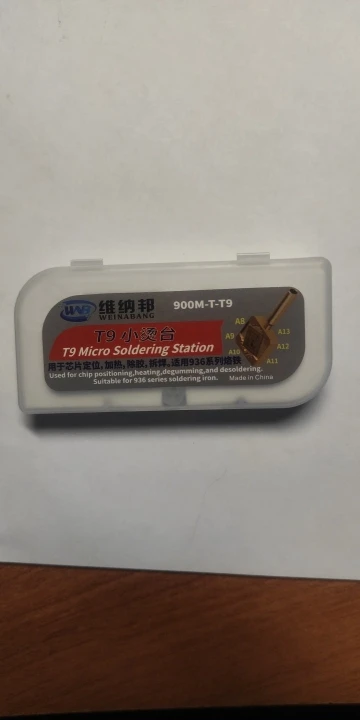 WNB 维纳邦
WEINABANG
900M-T-T9
T9 小烫台
T9 Micro Soldering Station
A8
A9
A10
A13
A12
A11
用于芯片定位,加热,除胶,拆焊,适用936系列烙铁
Used for chip positioning,heating,degumming,and desoldering.
Suitable for 936 series soldering iron.
Made in China